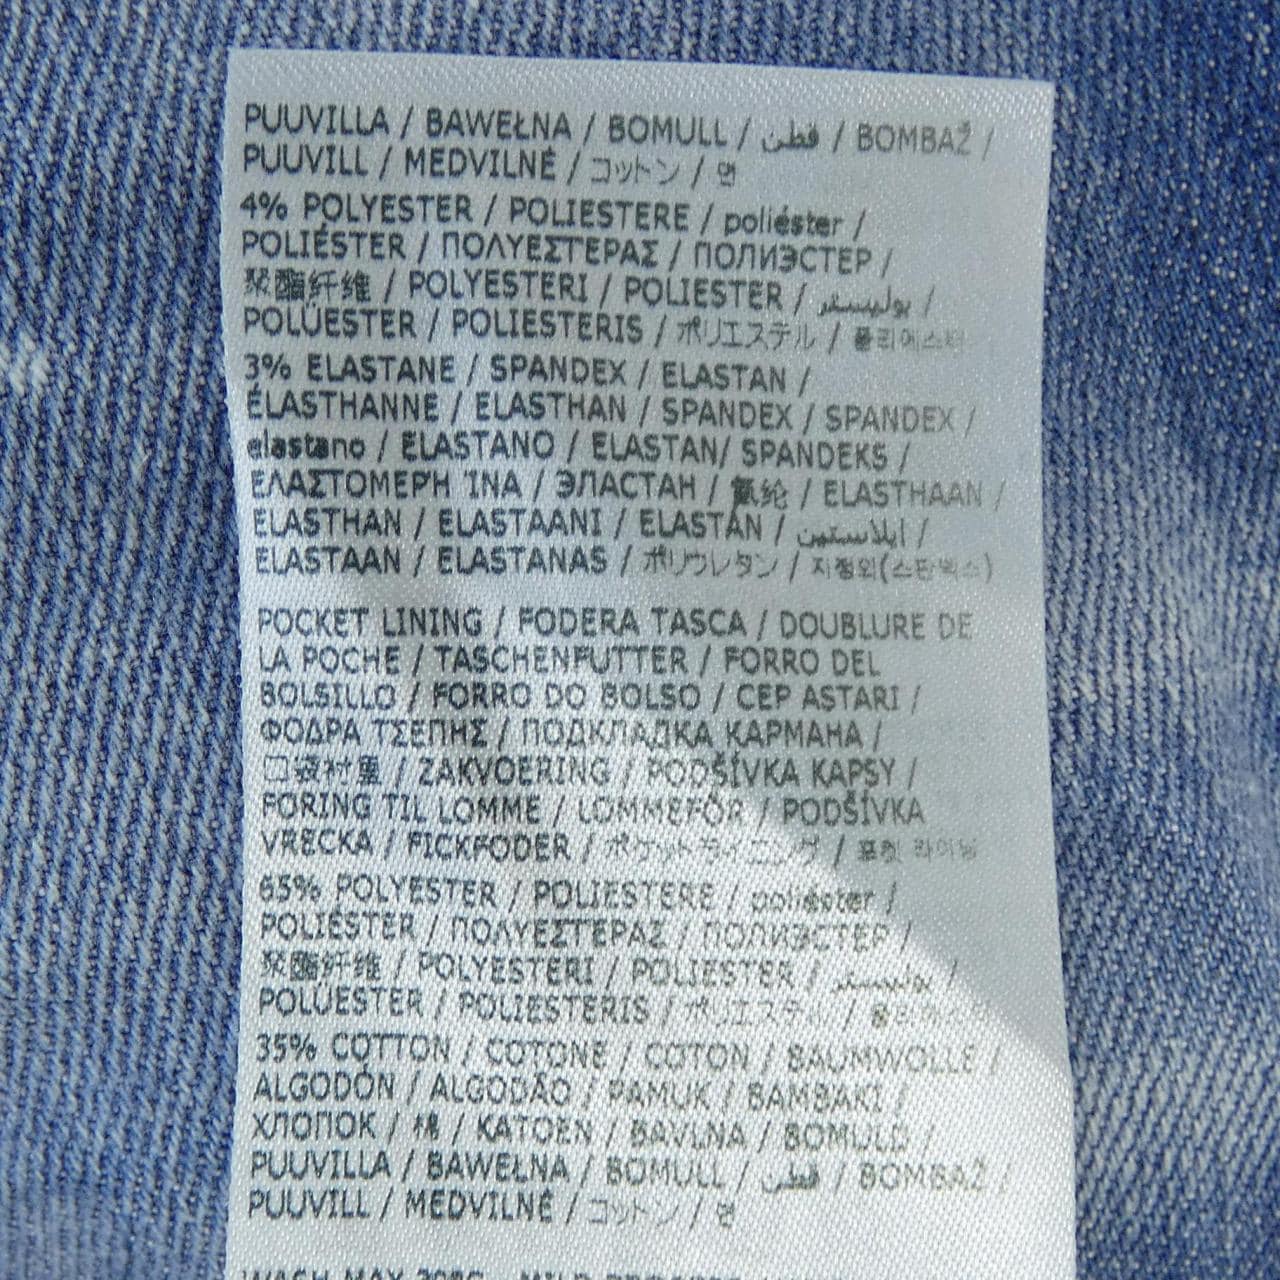 PUUVILLA / BAWEŁNA / BOMULL / قطن / BOMBAŽ /
PUUVILL / MEDVILNĖ / コットン / 면
4% POLYESTER / POLIESTERE / poliéster /
POLIÉSTER / ΠΟΛΥΕΣΤΕΡΑΣ / ПОЛИЭСТЕР /
聚酯纤维 / POLYESTERI / POLIESTER / بوليستر /
POLÜESTER / POLIESTERIS / ポリエステル / 폴리에스터
3% ELASTANE / SPANDEX / ELASTAN /
ÉLASTHANNE / ELASTHAN / SPANDEX / SPANDEX /
elastano / ELASTANO / ELASTAN/ SPANDEKS /
ΕΛΑΣΤΟΜΕΡΗ ΊΝΑ / ЭЛАСТАН / 氨纶 / ELASTHAAN /
ELASTHAN / ELASTAANI / ELASTÁN / ايلاستين /
ELASTAAN / ELASTANAS / ポリウレタン / 지정외(스판덱스)
POCKET LINING / FODERA TASCA / DOUBLURE DE
LA POCHE / TASCHENFUTTER / FORRO DEL
BOLSILLO / FORRO DO BOLSO / CEP ASTARI /
ΦΟΔΡΑ ΤΣΕΠΗΣ / ПОДКЛАДКА КАРМАНА /
口袋衬里 / ZAKVOERING / PODŠÍVKA KAPSY /
FORING TIL LOMME / LOMMEFÔR / PODŠÍVKA
VRECKA / FICKFODER / ポケットライニング / 포켓 라이닝
65% POLYESTER / POLIESTERE / poliéster /
POLIÉSTER / ΠΟΛΥΕΣΤΕΡΑΣ / ПОЛИЭСТЕР /
聚酯纤维 / POLYESTERI / POLIESTER / بوليستر /
POLÜESTER / POLIESTERIS / ポリエステル /
35% COTTON / COTONE / COTON / BAUMWOLLE /
ALGODÓN / ALGODÃO / PAMUK / BAMBAKI /
ХЛОПОК / 棉 / KATOEN / BAVLNA / BOMULD /
PUUVILLA / BAWEŁNA / BOMULL / قطن / BOMBAŽ /
PUUVILL / MEDVILNĖ / コットン / 면